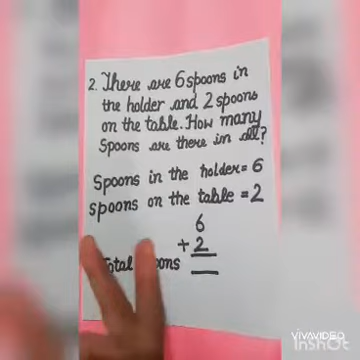 2. There are 6 spoons in
the holder and 2 spoons
on the table. How many
Spoons are there in all?
Spoons in the holder = 6
spoons on the table = 2
6
+ 2
Total
VIVAVIDEO
InShOt